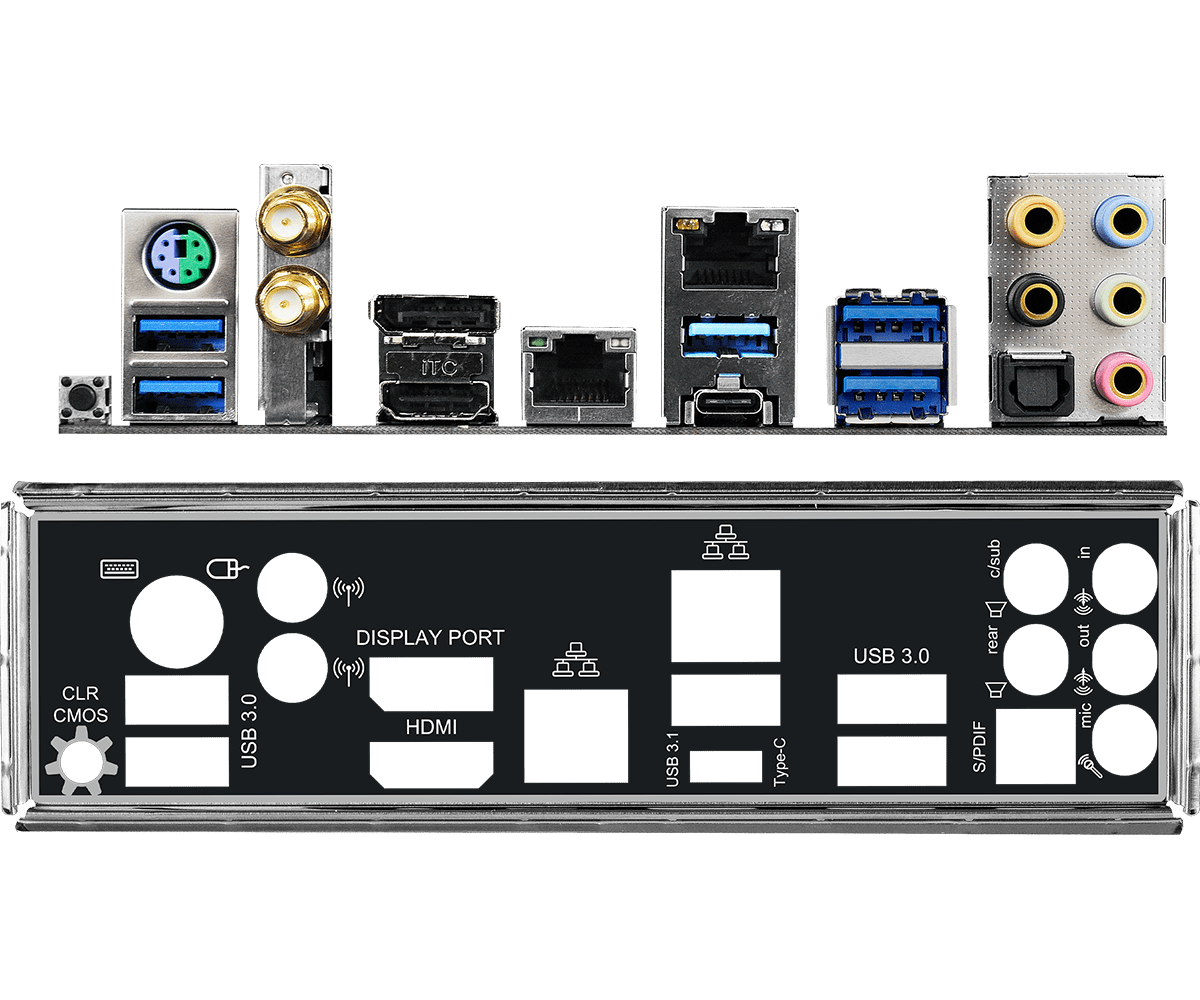 iTC
DISPLAY PORT
HDMI
CLR
CMOS
USB 3.0
USB 3.1
Type-C
USB 3.0
S/PDIF
c/sub
in
rear
out
mic